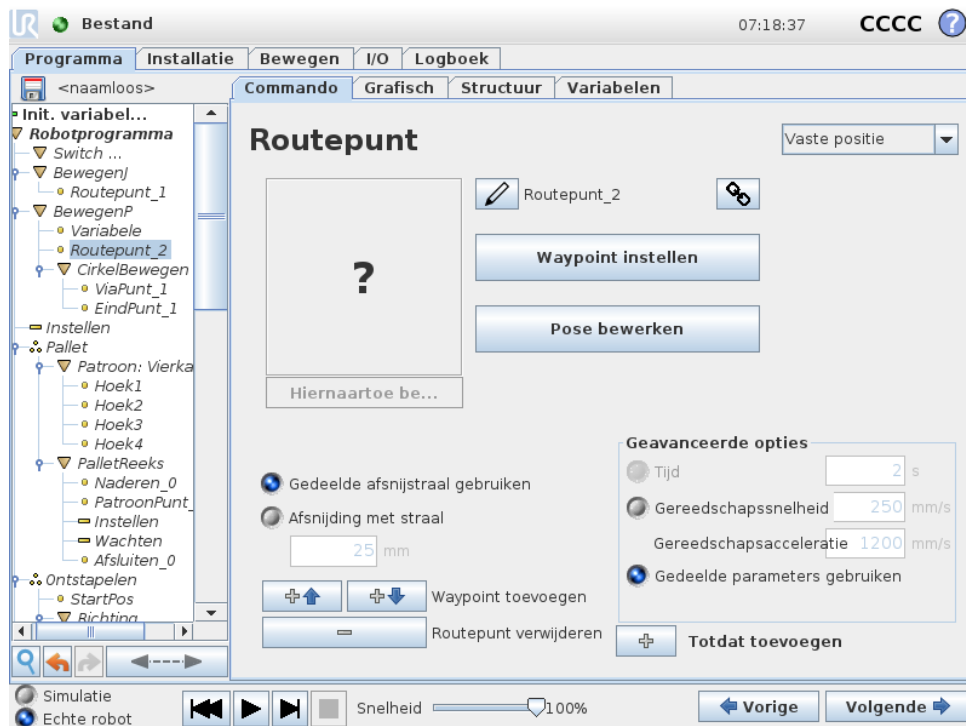 UR Bestand 07:18:37 CCCC ?
Programma Installatie Bewegen I/O Logboek
<naamloos>
Commando Grafisch Structuur Variabelen
Init. variabel...
Robotprogramma
Switch ...
BewegenJ
Routepunt_1
BewegenP
Variabele
Routepunt_2
CirkelBewegen
ViaPunt_1
EindPunt_1
Instellen
Pallet
Patroon: Vierka
Hoek1
Hoek2
Hoek3
Hoek4
PalletReeks
Naderen_0
PatroonPunt_
Instellen
Wachten
Afsluiten_0
Ontstapelen
StartPos
Richting
Routepunt
Vaste positie
Routepunt_2
?
Waypoint instellen
Pose bewerken
Hiernaartoe be...
Gedeelde afsnijstraal gebruiken
Afsnijding met straal
25 mm
Waypoint toevoegen
Routepunt verwijderen
Geavanceerde opties
Tijd 2 s
Gereedschapssnelheid 250 mm/s
Gereedschapsacceleratie 1200 mm/s
Gedeelde parameters gebruiken
Totdat toevoegen
Simulatie
Echte robot
Snelheid 100%
Vorige
Volgende